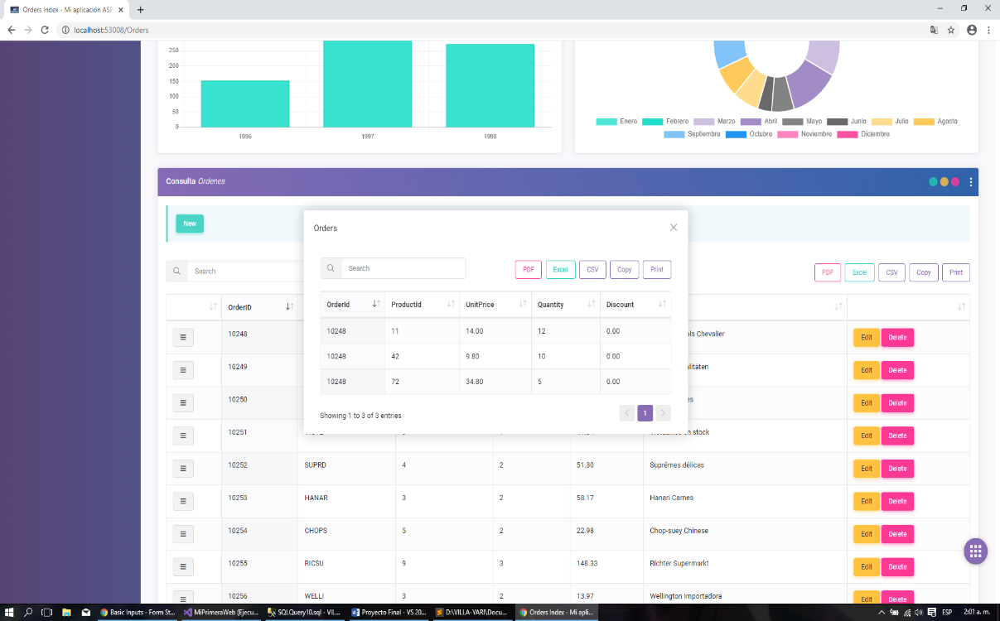 Orders Index - Mi aplicación ASP
localhost:53008/Orders
250
200
150
100
50
0
1996
1997
1998
Enero Febrero Marzo Abril Mayo Junio Julio Agosto
Septiembre Octubre Noviembre Diciembre
Consulta Ordenes
New
Search
PDF Excel CSV Copy Print
OrderID
10248
ols Chevalier
Edit Delete
10249
alitäten
Edit Delete
10250
es
Edit Delete
10251
en stock
Edit Delete
10252 SUPRD 4 2 51.30 Suprêmes délices Edit Delete
10253 HANAR 3 2 58.17 Hanari Carnes Edit Delete
10254 CHOPS 5 2 22.98 Chop-suey Chinese Edit Delete
10255 RICSU 9 3 148.33 Richter Supermarkt Edit Delete
10256 WELLI 3 2 13.97 Wellington Importadora Edit Delete
Orders
Search
PDF Excel CSV Copy Print
OrderId ProductId UnitPrice Quantity Discount
10248 11 14.00 12 0.00
10248 42 9.80 10 0.00
10248 72 34.80 5 0.00
Showing 1 to 3 of 3 entries
1
Basic Inputs - Form St...
MiPrimeraWeb (Ejecu...
SQLQuery10.sql - VIL...
Proyecto Final - VS 20...
D:\VILLA-YARI\Docu...
Orders Index - Mi apli...
ESP
2:01 a. m.